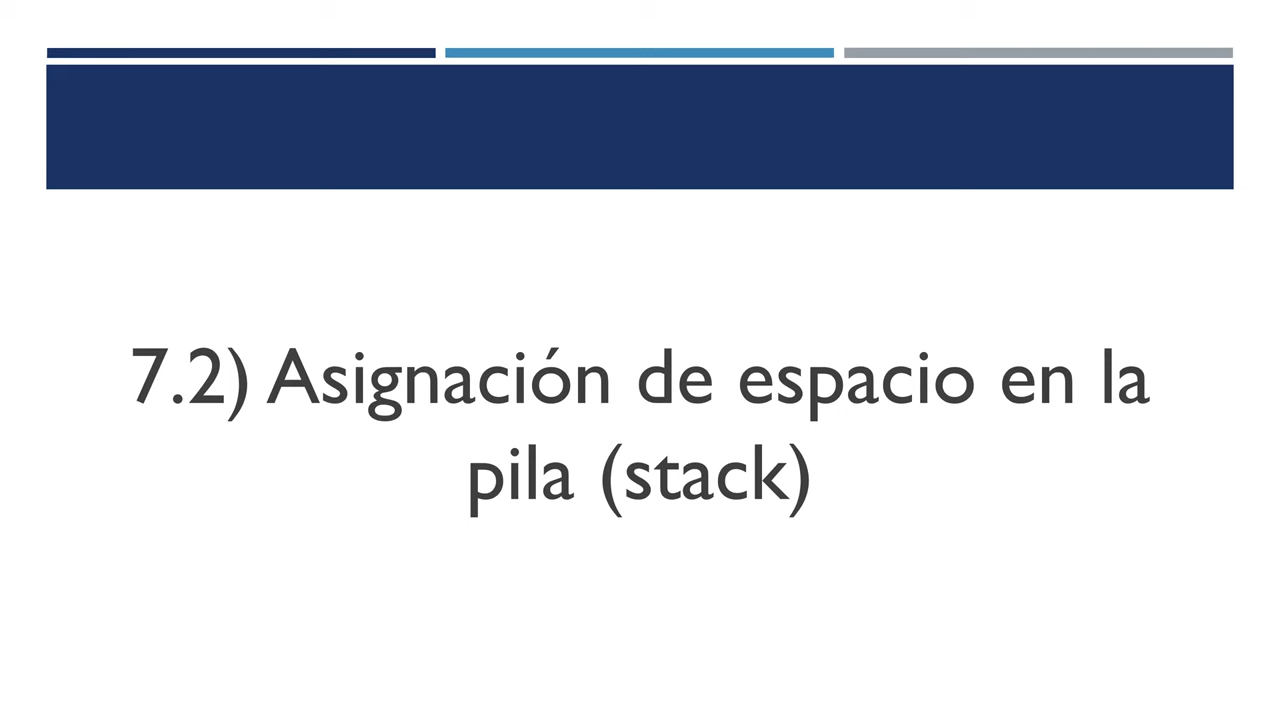 7.2) Asignación de espacio en la
pila (stack)